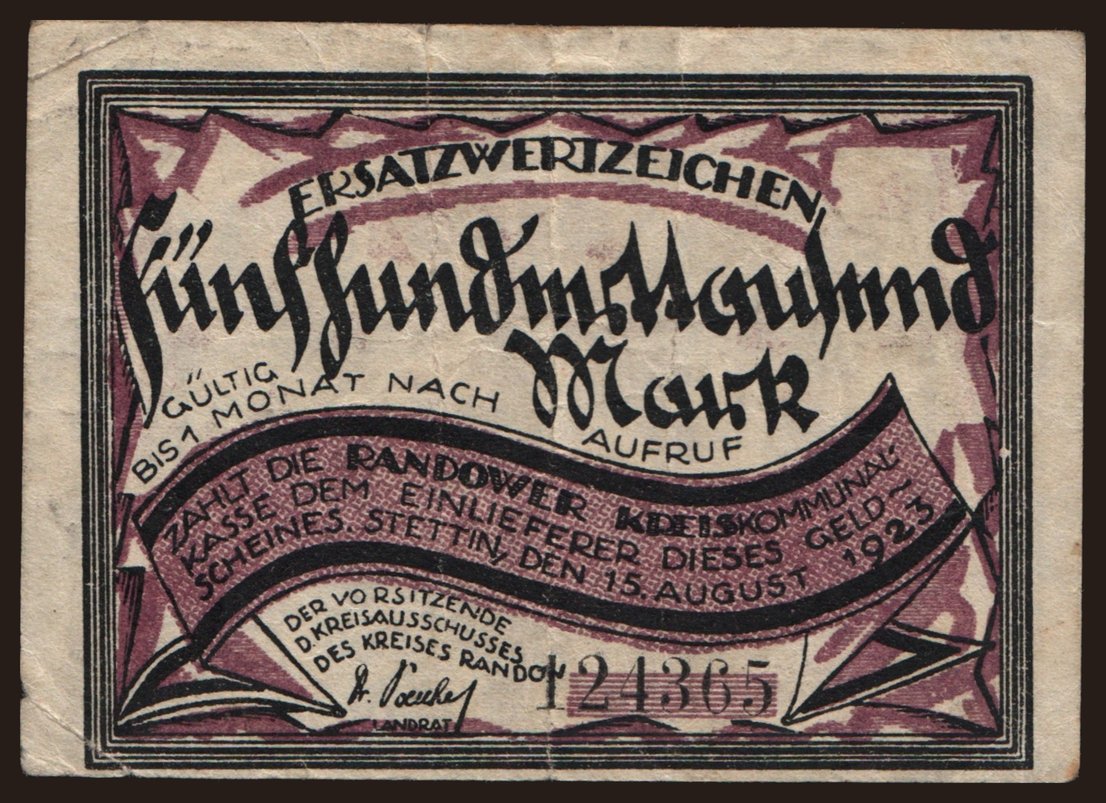 ERSATZWERTZEICHEN
FünfhunderttTausend
Mark
GÜLTIG
BIS 1 MONAT NACH
AUFRUF
ZAHLT DIE RANDOWER KREISKOMMUNAL-
KASSE DEM EINLIEFERER DIESES GELD-
SCHEINES. STETTIN, DEN 15. AUGUST 1923
DER VORSITZENDE
D. KREISAUSSCHUSSES
DES KREISES RANDOW
124365
LANDRAT